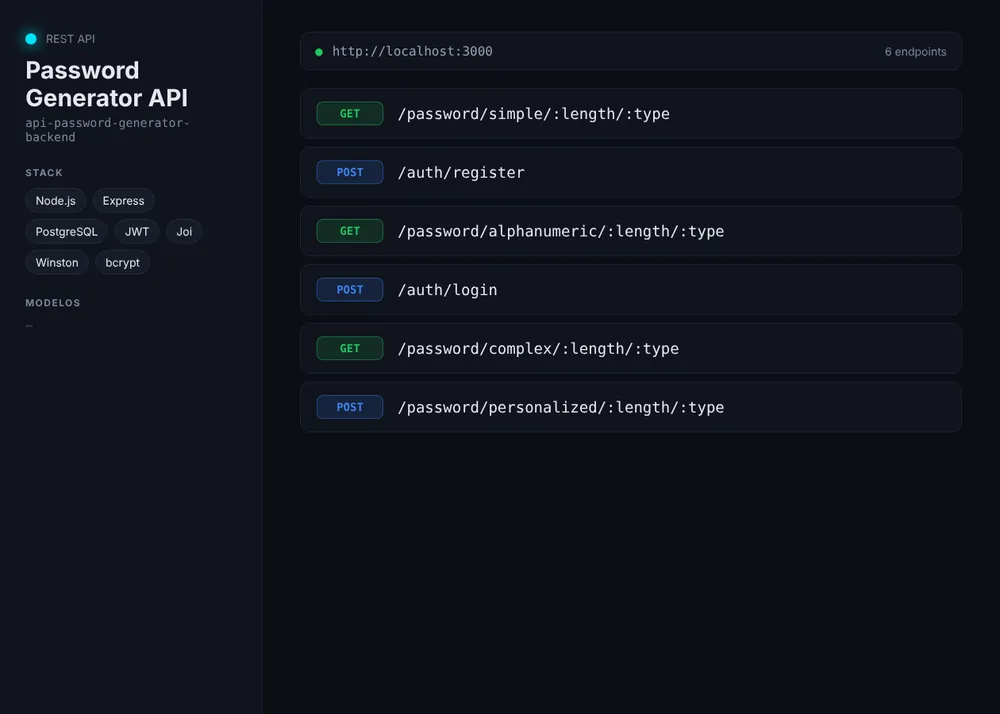 REST API
Password
Generator API
api-password-generator-
backend
STACK
Node.js Express
PostgreSQL JWT Joi
Winston bcrypt
MODELOS
—
http://localhost:3000 6 endpoints
GET /password/simple/:length/:type
POST /auth/register
GET /password/alphanumeric/:length/:type
POST /auth/login
GET /password/complex/:length/:type
POST /password/personalized/:length/:type